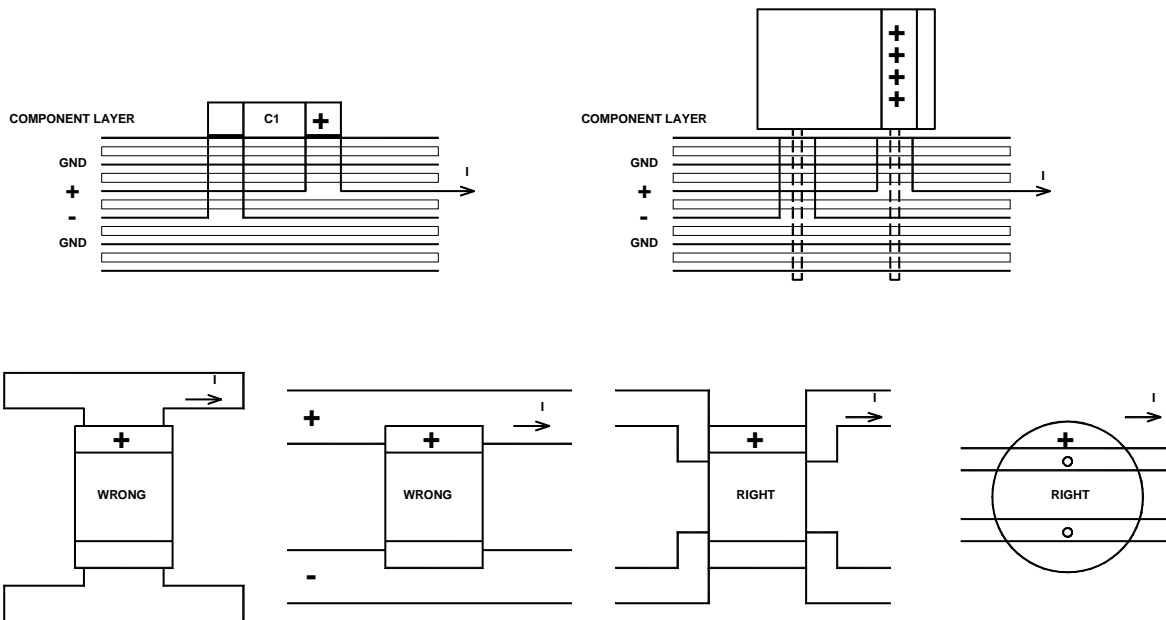 COMPONENT LAYER
C1
+
GND
+
-
GND
I
COMPONENT LAYER
+
+
+
+
GND
+
-
GND
I
I
+
WRONG
+
-
I
+
WRONG
I
+
RIGHT
I
+
RIGHT